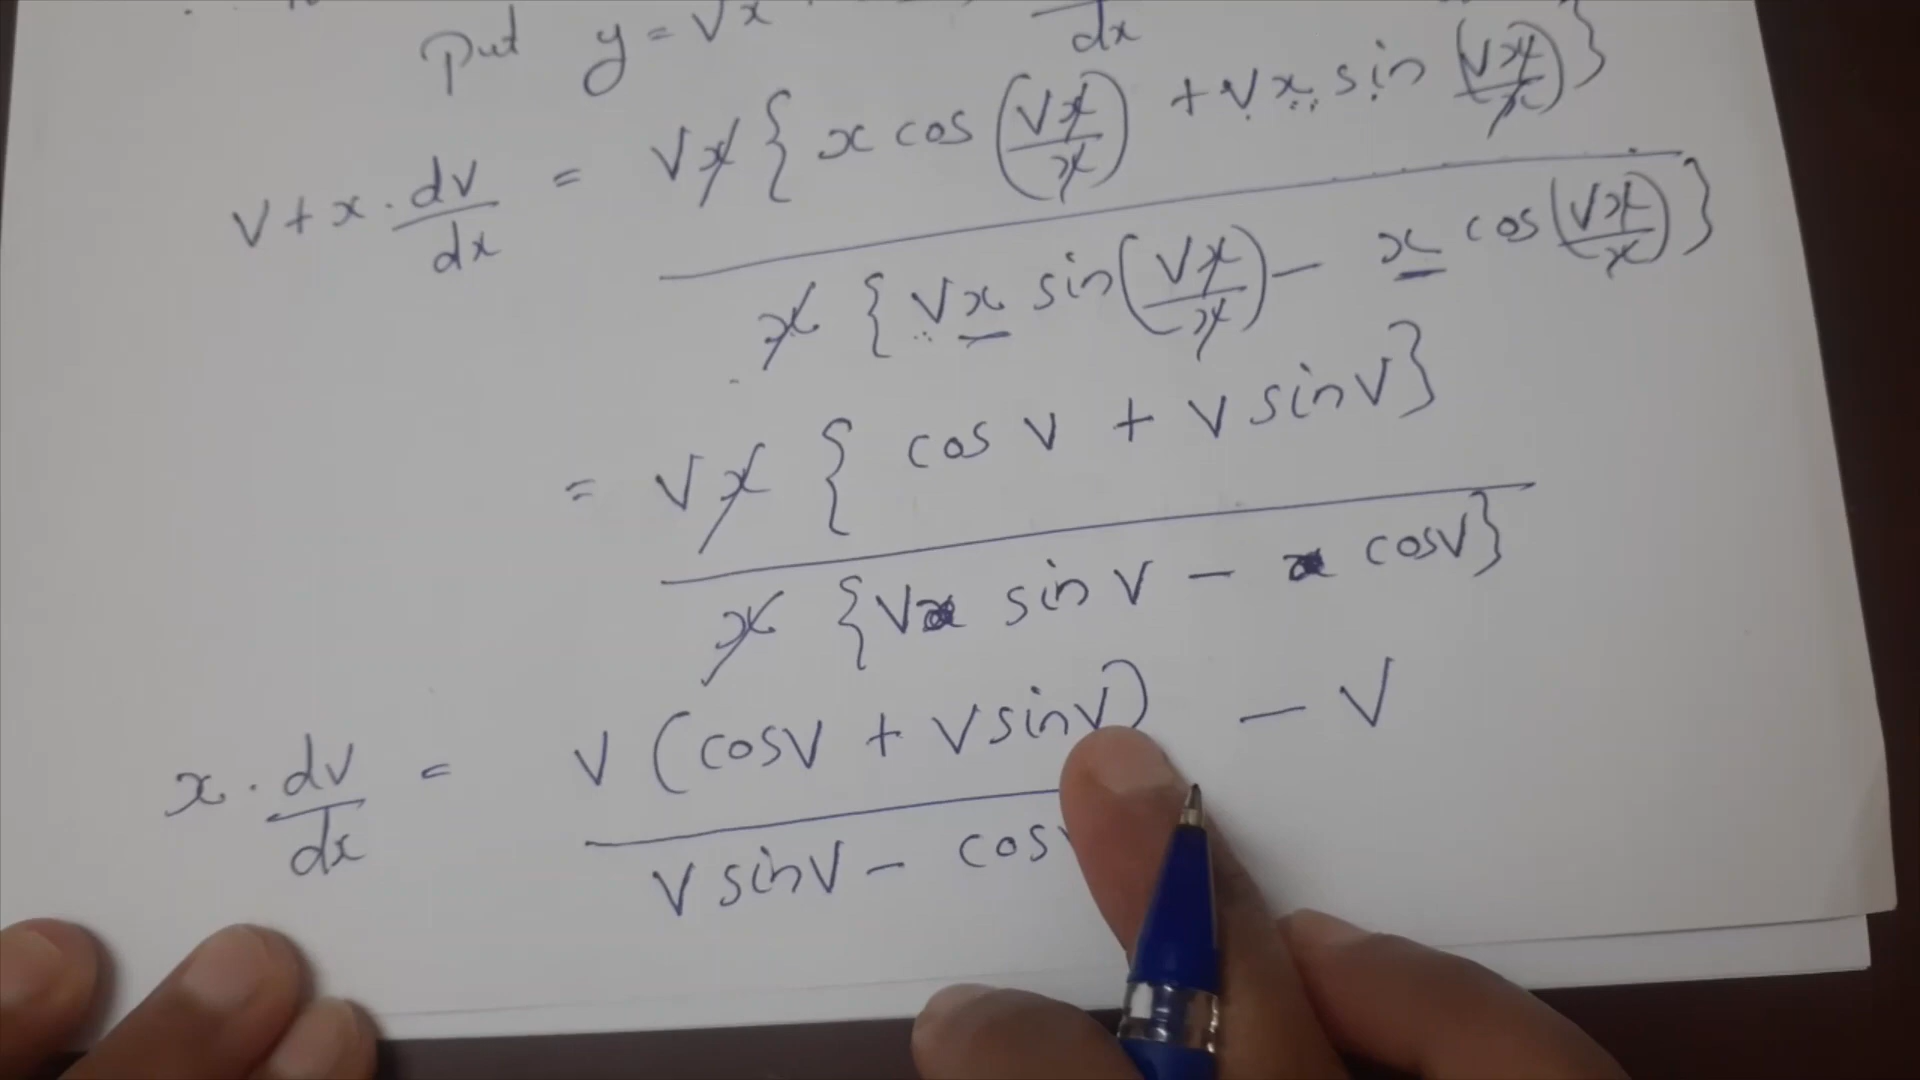 Put y = vx
dx
v + x . dv/dx = vx { x cos (vx/x) + vx sin (vx/x) } / x { vx sin (vx/x) - x cos (vx/x) }
= vx { cos v + v sin v } / x { v sin v - cos v }
x . dv/dx = v (cos v + v sin v) / v sin v - cos - v